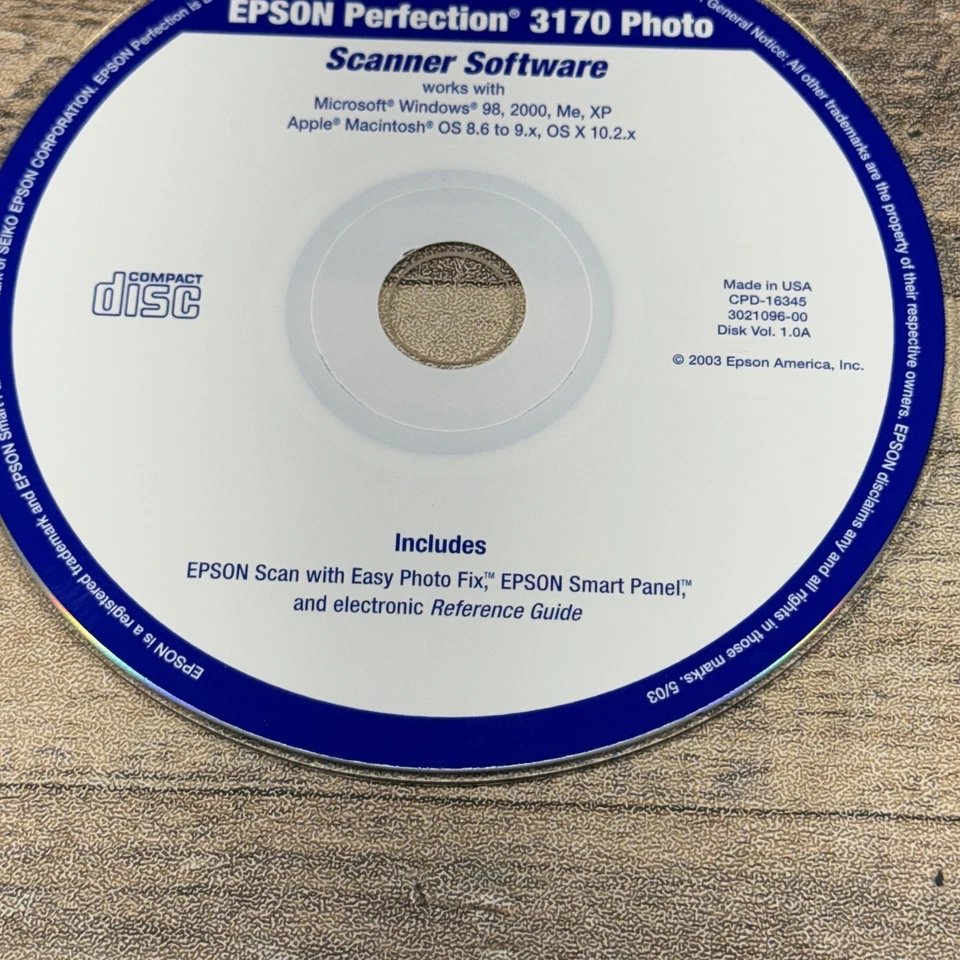 EPSON Perfection® 3170 Photo
Scanner Software
works with
Microsoft® Windows® 98, 2000, Me, XP
Apple® Macintosh® OS 8.6 to 9.x, OS X 10.2.x
COMPACT
disc
Made in USA
CPD-16345
3021096-00
Disk Vol. 1.0A
© 2003 Epson America, Inc.
Includes
EPSON Scan with Easy Photo Fix,™ EPSON Smart Panel,™
and electronic Reference Guide
EPSON is a registered trademark and EPSON Smart
of SEIKO EPSON CORPORATION. EPSON Perfection is a
General Notice: All other trademarks are the property of their respective owners. EPSON disclaims any and all rights in those marks. 5/03